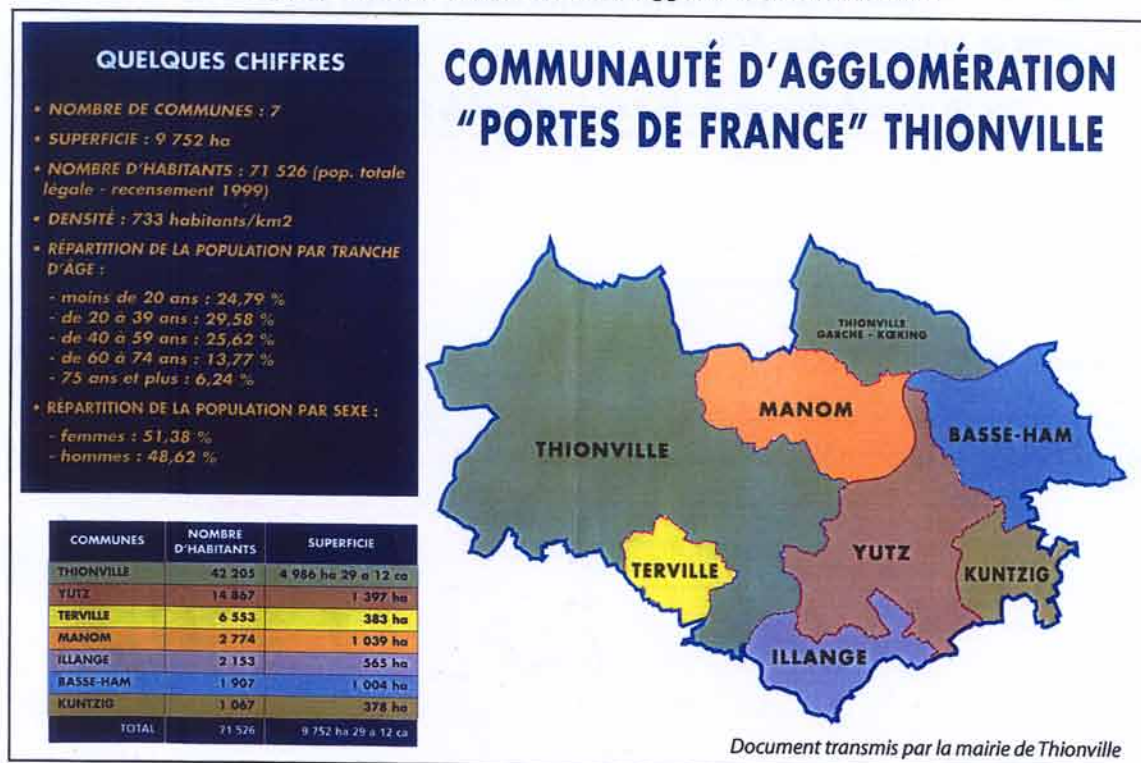 QUELQUES CHIFFRES
• NOMBRE DE COMMUNES : 7
• SUPERFICIE : 9 752 ha
• NOMBRE D'HABITANTS : 71 526 (pop. totale
légale - recensement 1999)
• DENSITÉ : 733 habitants/km2
• RÉPARTITION DE LA POPULATION PAR TRANCHE
D'ÂGE :
- moins de 20 ans : 24,79 %
- de 20 à 39 ans : 29,58 %
- de 40 à 59 ans : 25,62 %
- de 60 à 74 ans : 13,77 %
- 75 ans et plus : 6,24 %
• RÉPARTITION DE LA POPULATION PAR SEXE :
- femmes : 51,38 %
- hommes : 48,62 %
COMMUNAUTÉ D'AGGLOMÉRATION
"PORTES DE FRANCE" THIONVILLE
THIONVILLE
GARCHE - KŒKING
MANOM
BASSE-HAM
THIONVILLE
YUTZ
TERVILLE
KUNTZIG
ILLANGE
COMMUNES NOMBRE D'HABITANTS SUPERFICIE
THIONVILLE 42 205 4 986 ha 29 a 12 ca
YUTZ 14 867 1 397 ha
TERVILLE 6 553 383 ha
MANOM 2 774 1 039 ha
ILLANGE 2 153 565 ha
BASSE-HAM 1 907 1 004 ha
KUNTZIG 1 067 378 ha
TOTAL 71 526 9 752 ha 29 a 12 ca
Document transmis par la mairie de Thionville